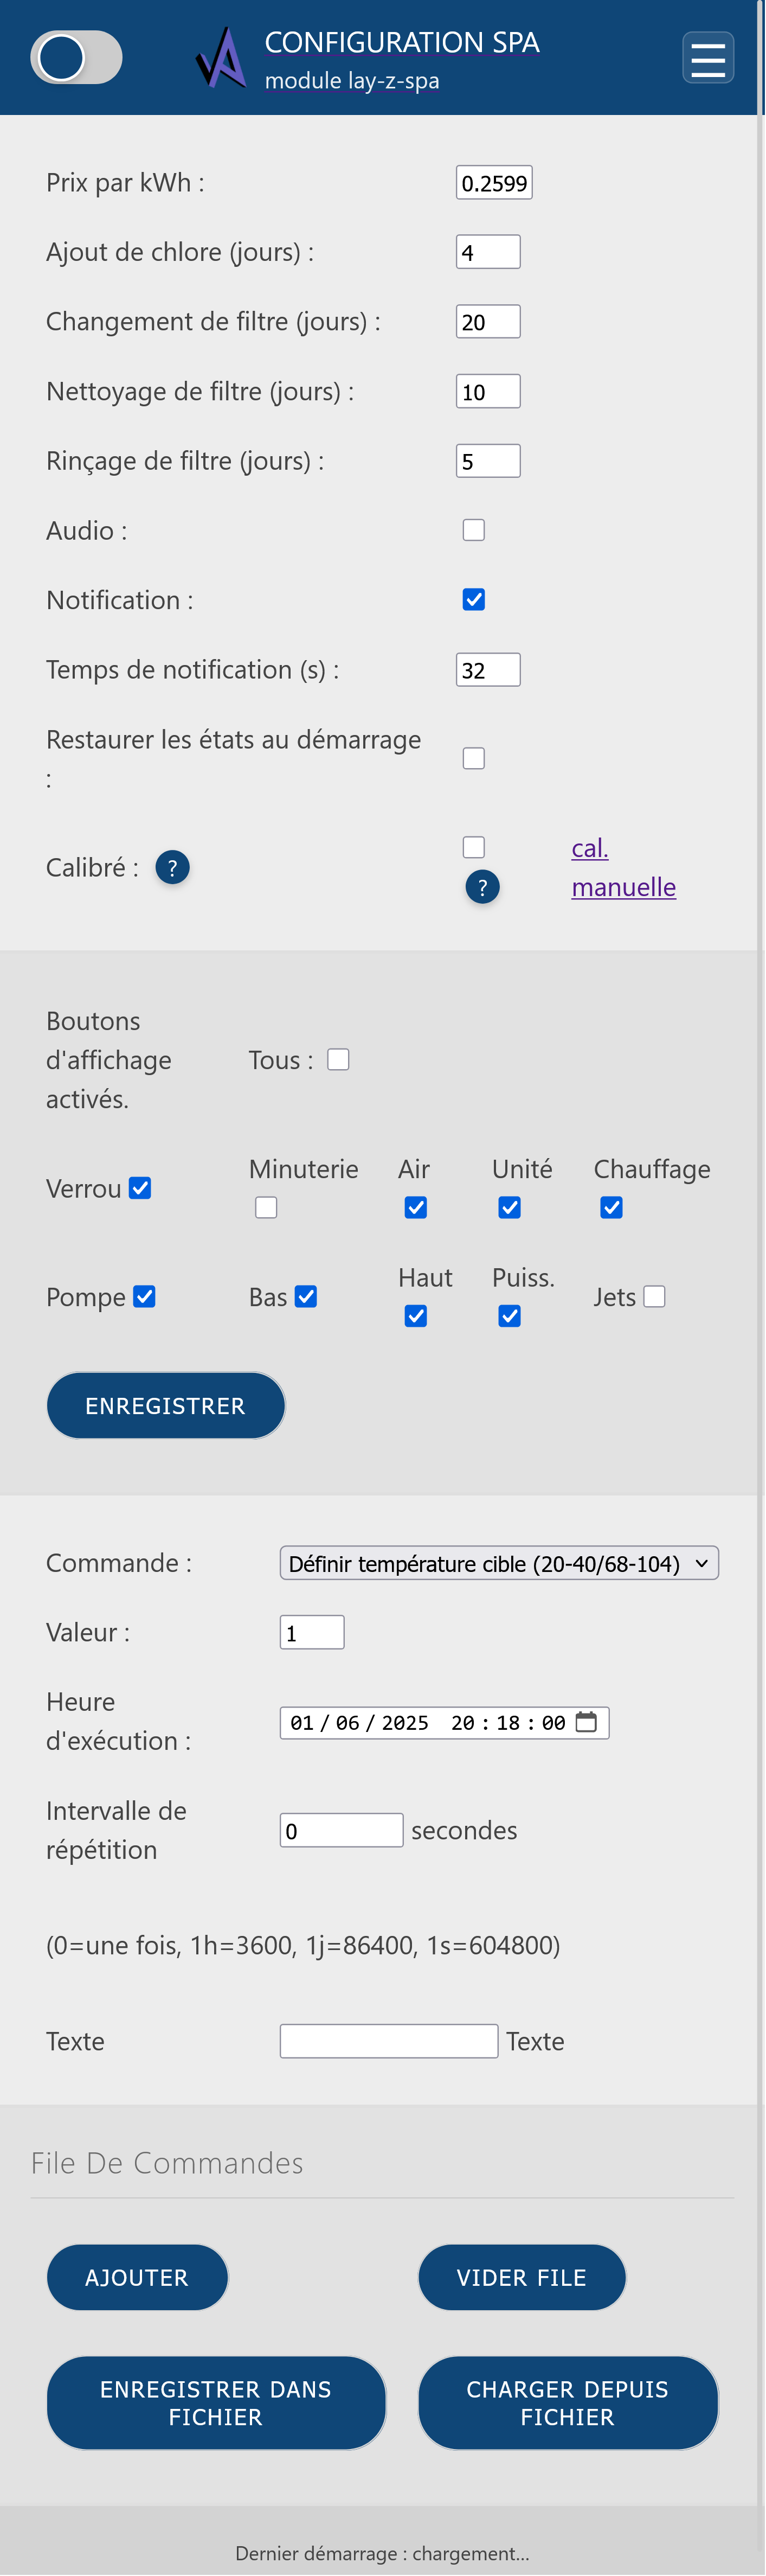 CONFIGURATION SPA
module lay-z-spa
Prix par kWh : 0.2599
Ajout de chlore (jours) : 4
Changement de filtre (jours) : 20
Nettoyage de filtre (jours) : 10
Rinçage de filtre (jours) : 5
Audio :
Notification :
Temps de notification (s) : 32
Restaurer les états au démarrage
:
Calibré : ? ? cal.
manuelle
Boutons
d'affichage
activés.
Tous :
Verrou Minuterie Air Unité Chauffage
Pompe Bas Haut Puiss. Jets
ENREGISTRER
Commande : Définir température cible (20-40/68-104)
Valeur : 1
Heure
d'exécution : 01/06/2025 20:18:00
Intervalle de
répétition 0 secondes
(0=une fois, 1h=3600, 1j=86400, 1s=604800)
Texte Texte
File De Commandes
AJOUTER VIDER FILE
ENREGISTRER DANS
FICHIER
CHARGER DEPUIS
FICHIER
Dernier démarrage : chargement...